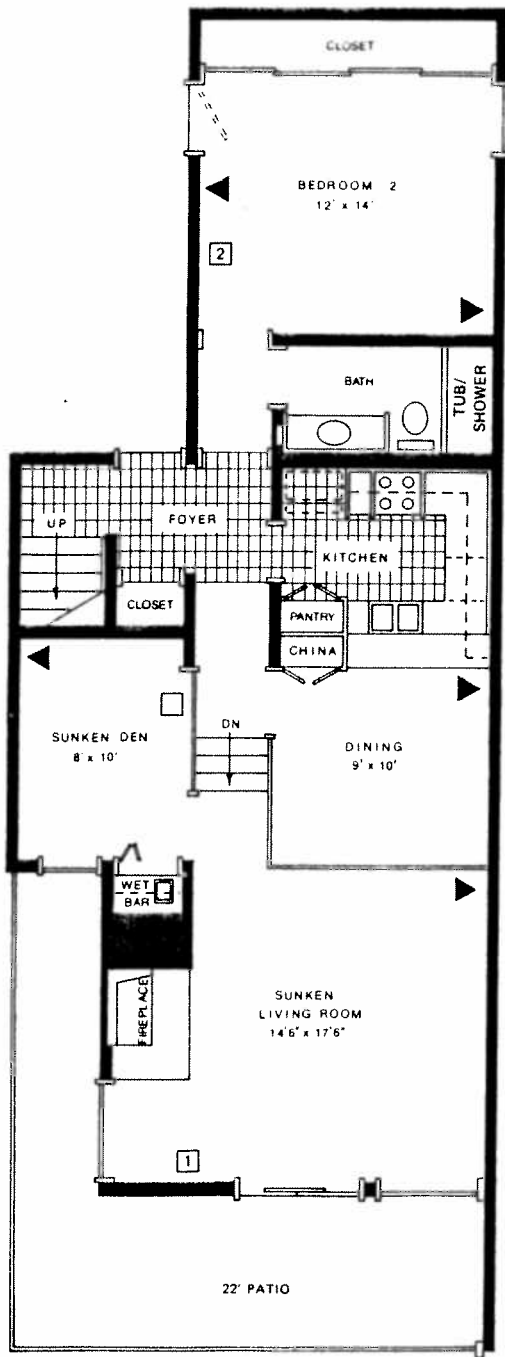 CLOSET
BEDROOM 2
12' x 14'
2
BATH
TUB/
SHOWER
UP
FOYER
KITCHEN
CLOSET
PANTRY
CHINA
SUNKEN DEN
8' x 10'
DN
DINING
9' x 10'
WET
BAR
FIREPLACE
SUNKEN
LIVING ROOM
14'6" x 17'6"
1
22' PATIO